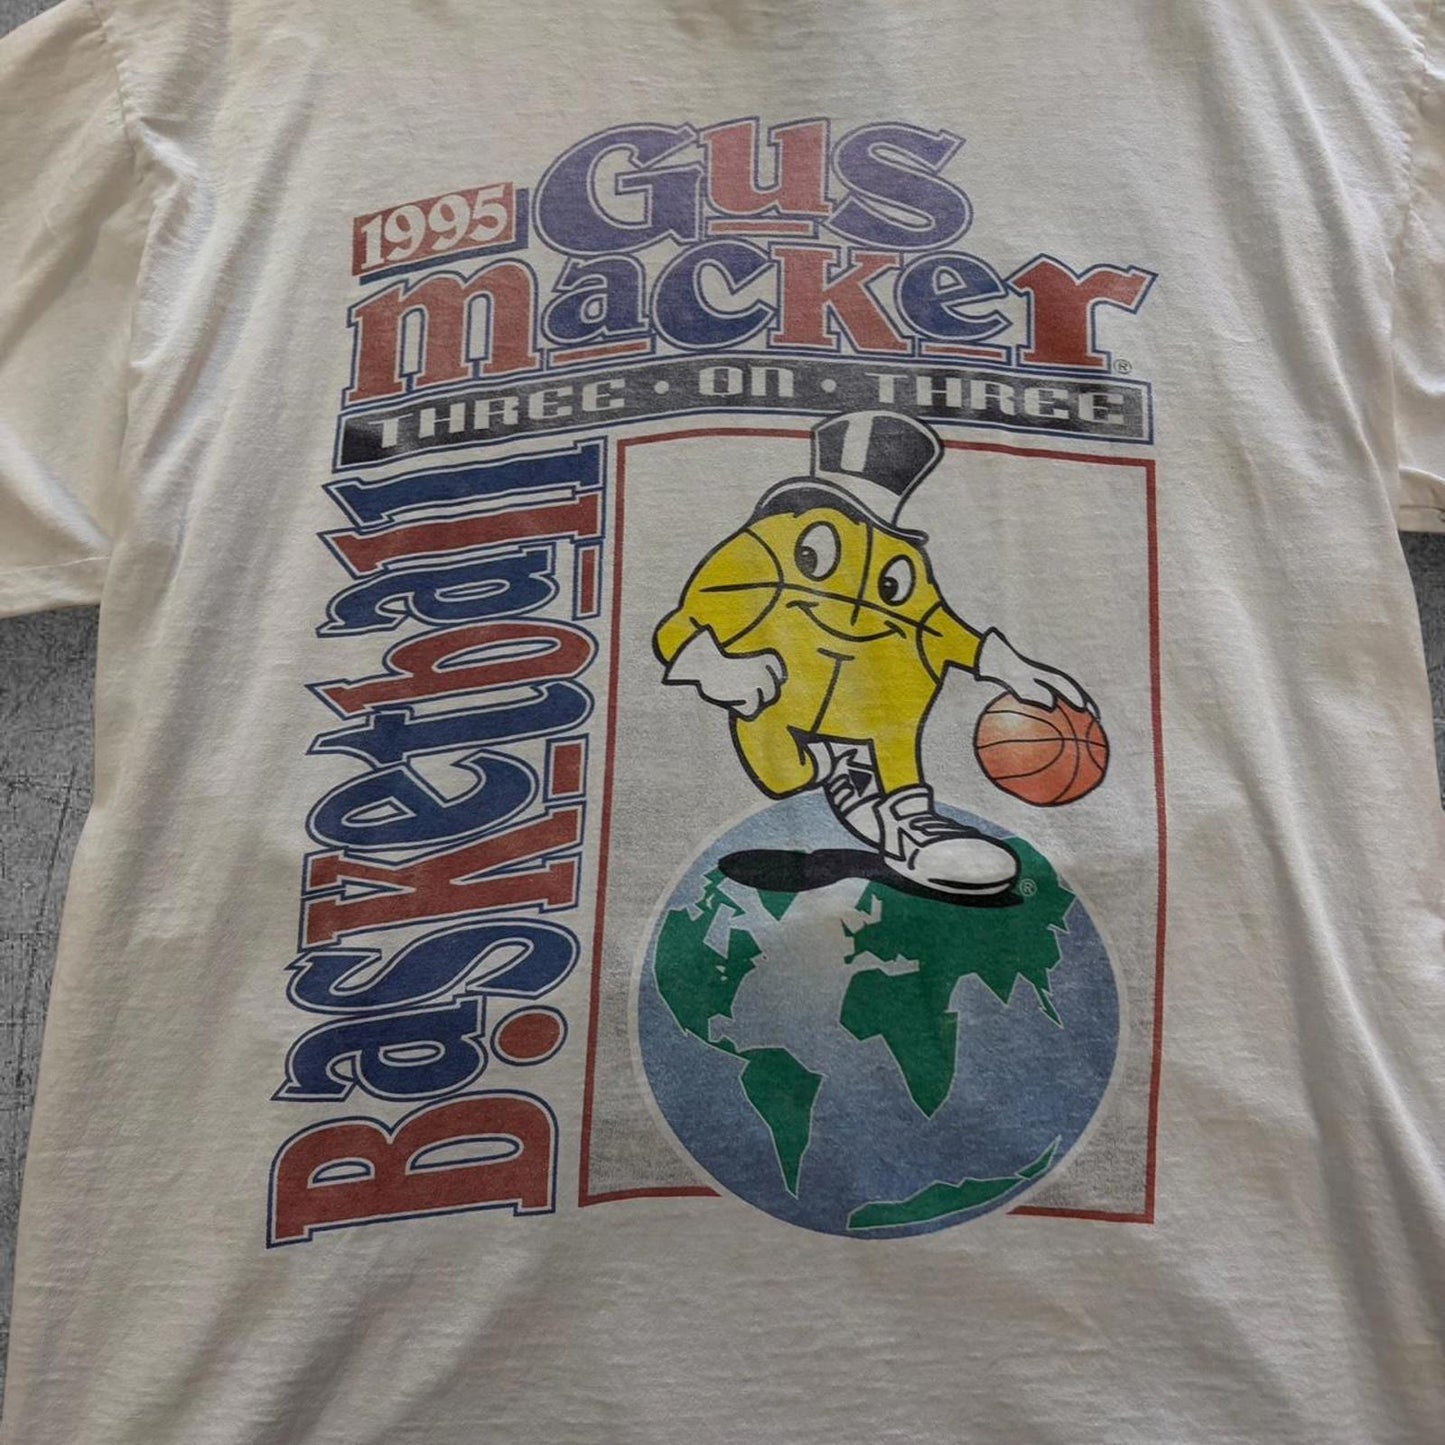 1995
Gus
macker®
THREE • ON • THREE
Basketball
®